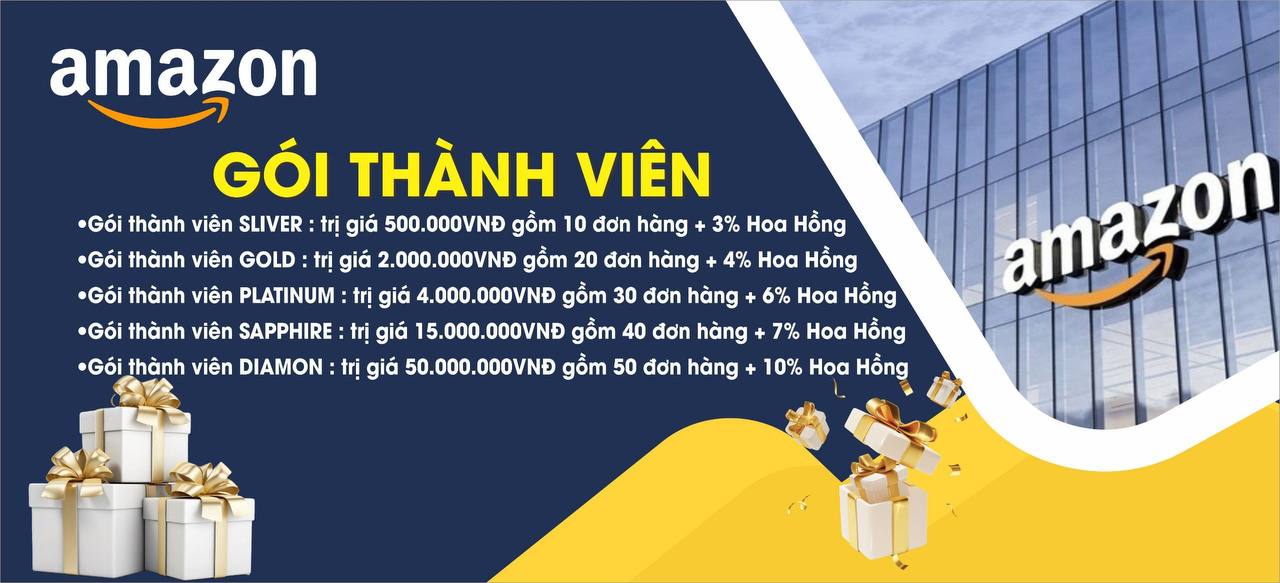 amazon
GÓI THÀNH VIÊN
•Gói thành viên SLIVER : trị giá 500.000VNĐ gồm 10 đơn hàng + 3% Hoa Hồng
•Gói thành viên GOLD : trị giá 2.000.000VNĐ gồm 20 đơn hàng + 4% Hoa Hồng
•Gói thành viên PLATINUM : trị giá 4.000.000VNĐ gồm 30 đơn hàng + 6% Hoa Hồng
•Gói thành viên SAPPHIRE : trị giá 15.000.000VNĐ gồm 40 đơn hàng + 7% Hoa Hồng
•Gói thành viên DIAMON : trị giá 50.000.000VNĐ gồm 50 đơn hàng + 10% Hoa Hồng
amazon